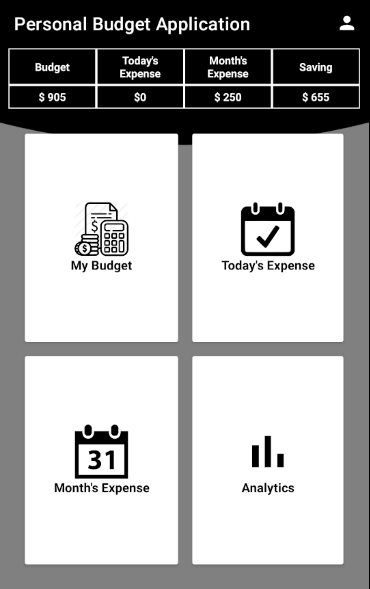 Personal Budget Application
Budget
Today's
Expense
Month's
Expense
Saving
$ 905
$0
$ 250
$ 655
$
$
My Budget
Today's Expense
31
Month's Expense
Analytics